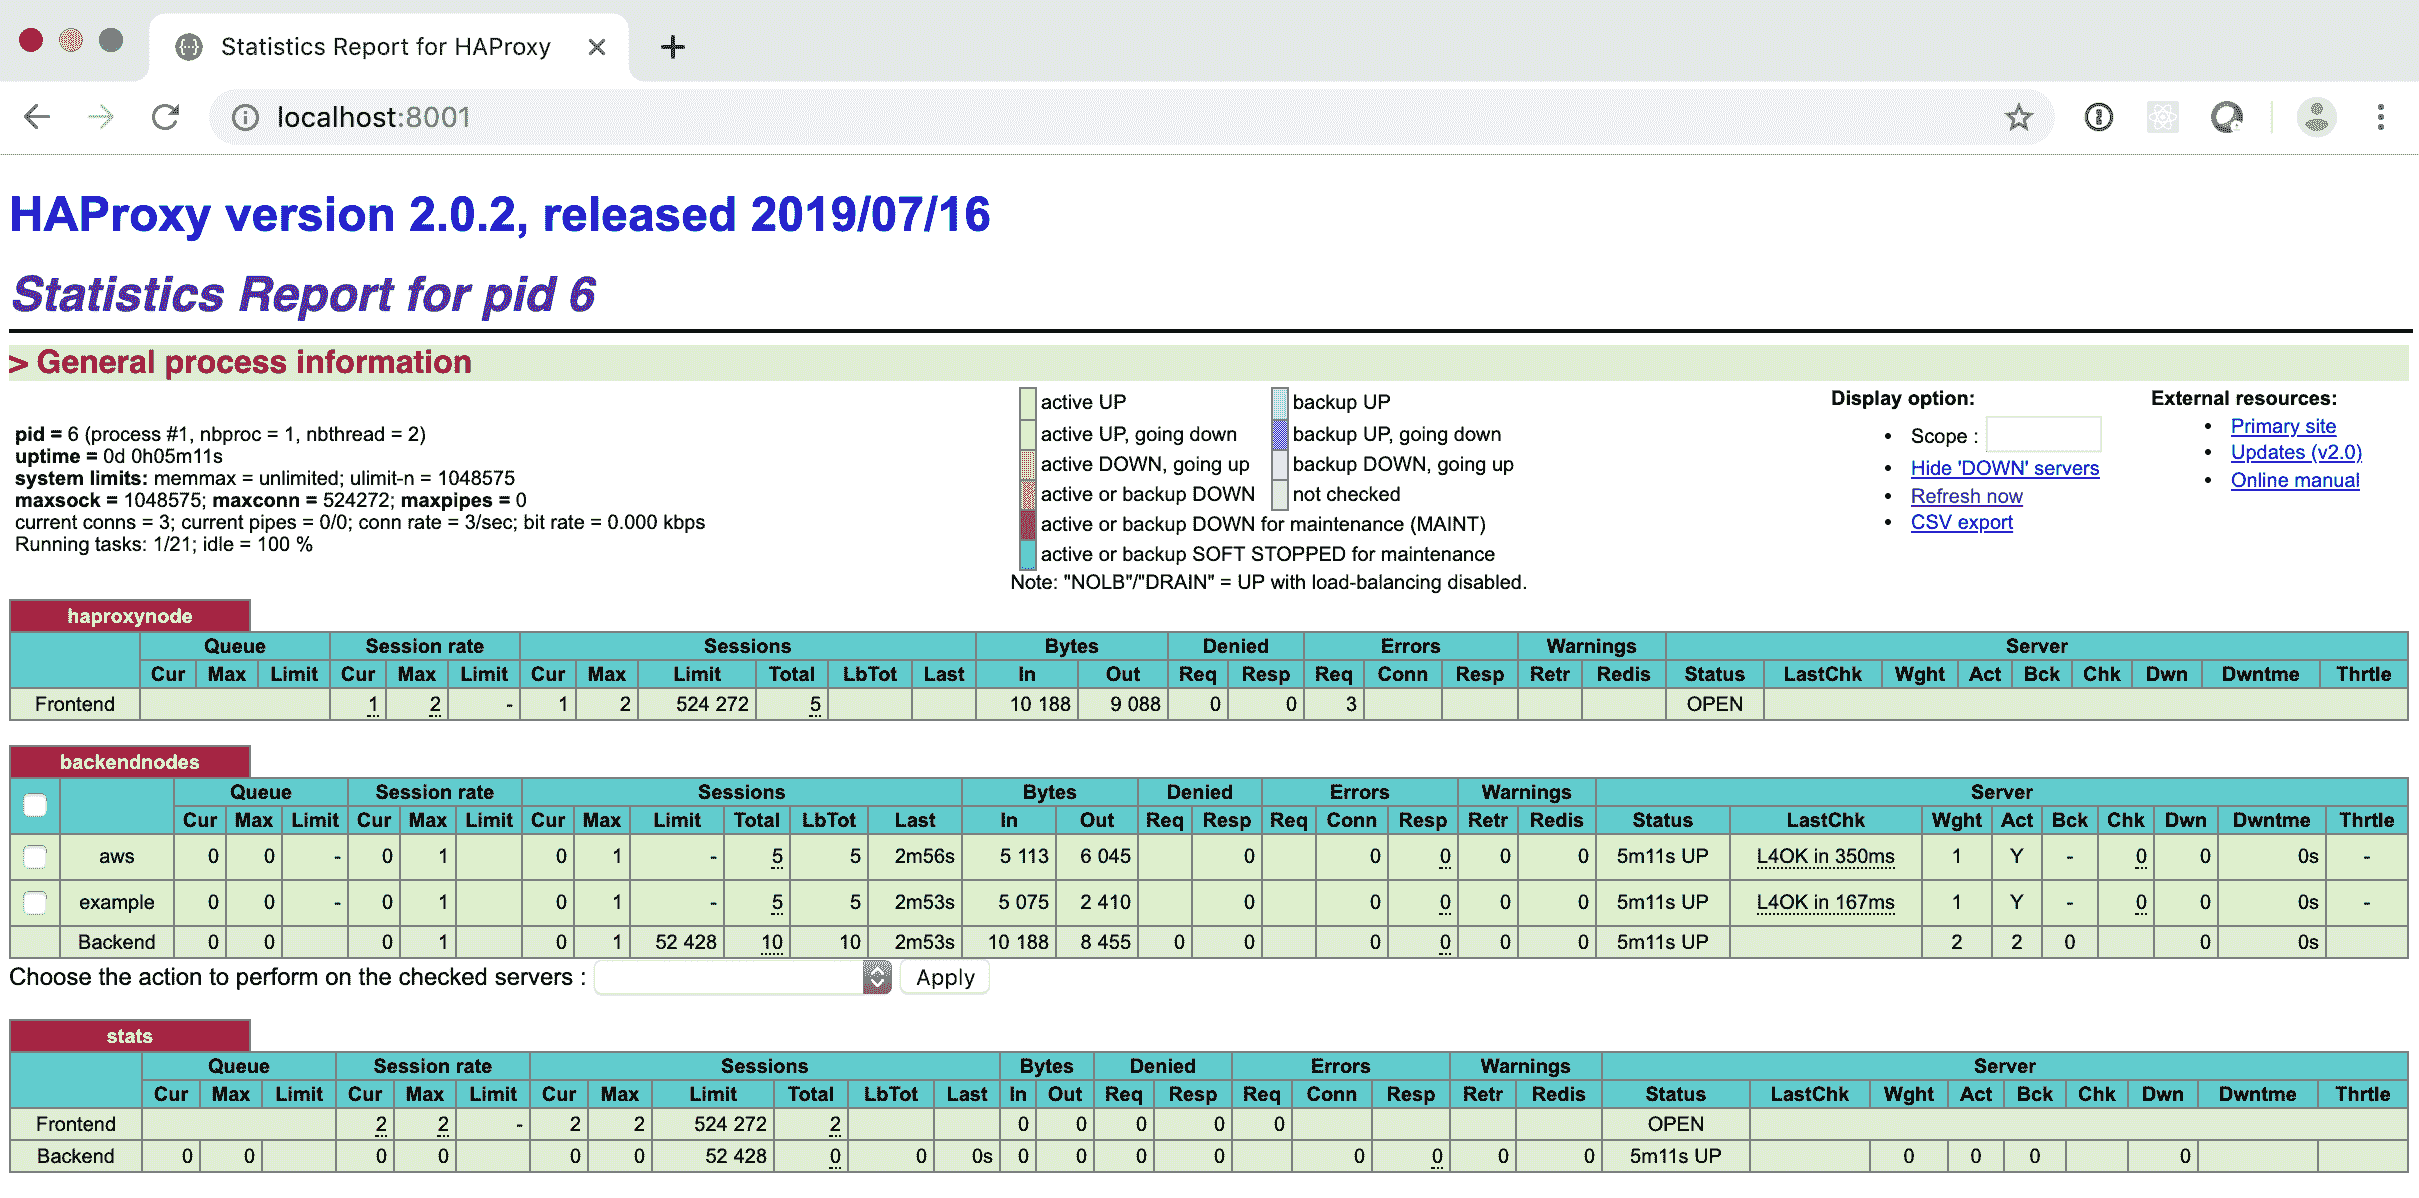 Statistics Report for HAProxy
localhost:8001
HAProxy version 2.0.2, released 2019/07/16
Statistics Report for pid 6
> General process information
pid = 6 (process #1, nbproc = 1, nbthread = 2)
uptime = 0d 0h05m11s
system limits: memmax = unlimited; ulimit-n = 1048575
maxsock = 1048575; maxconn = 524272; maxpipes = 0
current conns = 3; current pipes = 0/0; conn rate = 3/sec; bit rate = 0.000 kbps
Running tasks: 1/21; idle = 100 %
active UP backup UP
active UP, going down backup UP, going down
active DOWN, going up backup DOWN, going up
active or backup DOWN not checked
active or backup DOWN for maintenance (MAINT)
active or backup SOFT STOPPED for maintenance
Note: "NOLB"/"DRAIN" = UP with load-balancing disabled.
Display option:
• Scope :
• Hide 'DOWN' servers
• Refresh now
• CSV export
External resources:
• Primary site
• Updates (v2.0)
• Online manual
haproxynode
Queue Session rate Sessions Bytes Denied Errors Warnings Server
Cur Max Limit Cur Max Limit Cur Max Limit Total LbTot Last In Out Req Resp Req Conn Resp Retr Redis Status LastChk Wght Act Bck Chk Dwn Dwntme Thrtle
Frontend 1 2 - 1 2 524 272 5 10 188 9 088 0 0 3 OPEN
backendnodes
Queue Session rate Sessions Bytes Denied Errors Warnings Server
Cur Max Limit Cur Max Limit Cur Max Limit Total LbTot Last In Out Req Resp Req Conn Resp Retr Redis Status LastChk Wght Act Bck Chk Dwn Dwntme Thrtle
aws 0 0 - 0 1 0 1 - 5 5 2m56s 5 113 6 045 0 0 0 0 0 5m11s UP L4OK in 350ms 1 Y - 0 0 0s -
example 0 0 - 0 1 0 1 - 5 5 2m53s 5 075 2 410 0 0 0 0 0 5m11s UP L4OK in 167ms 1 Y - 0 0 0s -
Backend 0 0 0 1 0 1 52 428 10 10 2m53s 10 188 8 455 0 0 0 0 0 0 5m11s UP 2 2 0 0 0s
Choose the action to perform on the checked servers : Apply
stats
Queue Session rate Sessions Bytes Denied Errors Warnings Server
Cur Max Limit Cur Max Limit Cur Max Limit Total LbTot Last In Out Req Resp Req Conn Resp Retr Redis Status LastChk Wght Act Bck Chk Dwn Dwntme Thrtle
Frontend 2 2 - 2 2 524 272 2 0 0 0 0 0 OPEN
Backend 0 0 0 0 0 0 52 428 0 0 0s 0 0 0 0 0 0 0 0 5m11s UP 0 0 0 0